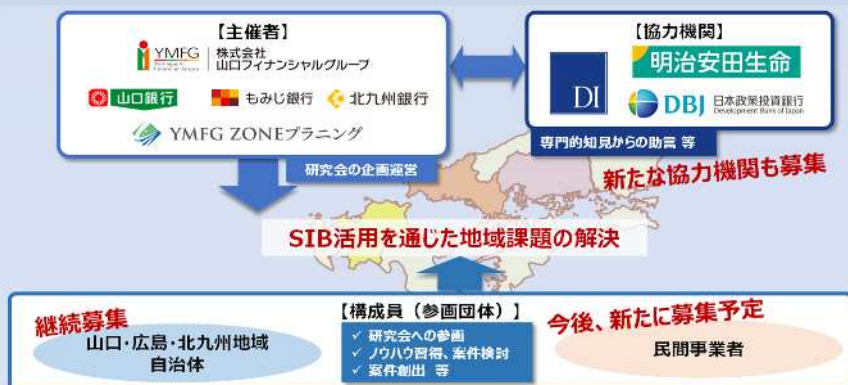 【主催者】
YMFG
株式会社
山口フィナンシャルグループ
山口銀行
もみじ銀行
北九州銀行
YMFG ZONEプラニング
研究会の企画運営
【協力機関】
DI
明治安田生命
DBJ 日本政策投資銀行
Development Bank of Japan
専門的知見からの助言 等
新たな協力機関も募集
SIB活用を通じた地域課題の解決
【構成員（参画団体）】
継続募集
山口・広島・北九州地域
自治体
✓ 研究会への参画
✓ ノウハウ習得、案件検討
✓ 案件創出 等
今後、新たに募集予定
民間事業者